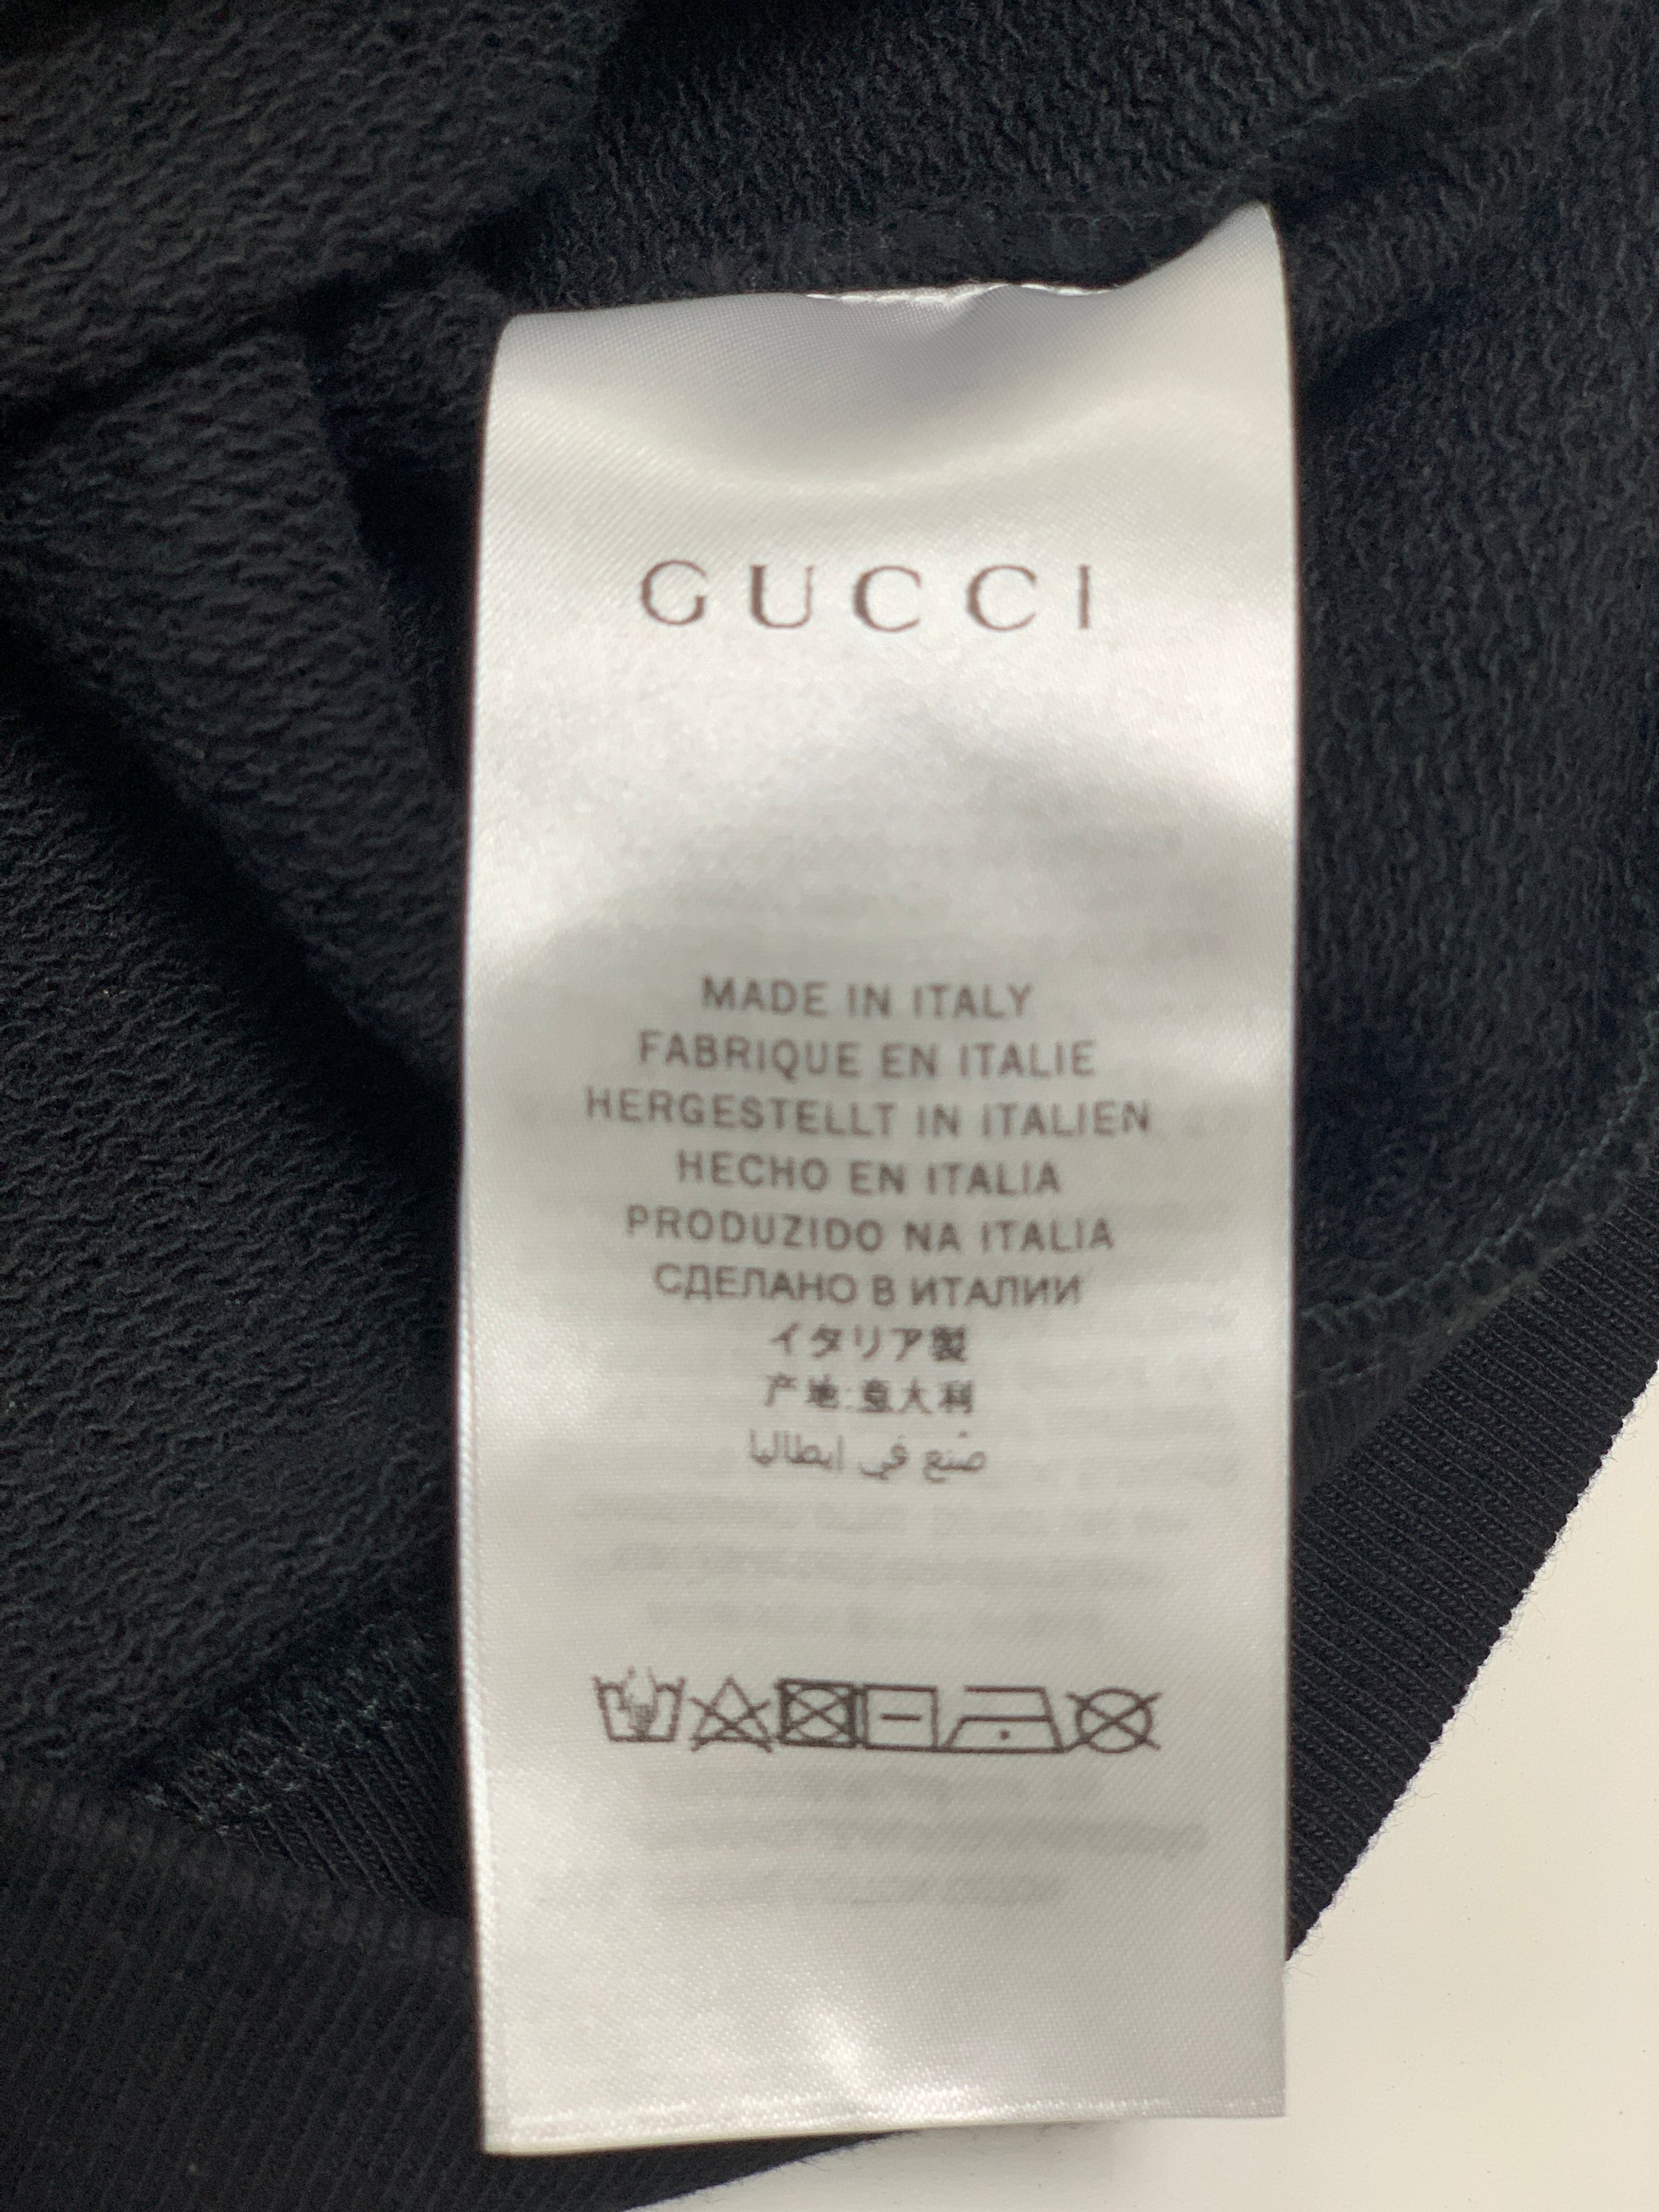 GUCCI
MADE IN ITALY
FABRIQUE EN ITALIE
HERGESTELLT IN ITALIEN
HECHO EN ITALIA
PRODUZIDO NA ITALIA
СДЕЛАНО В ИТАЛИИ
イタリア製
产地:意大利
صنع في ايطاليا